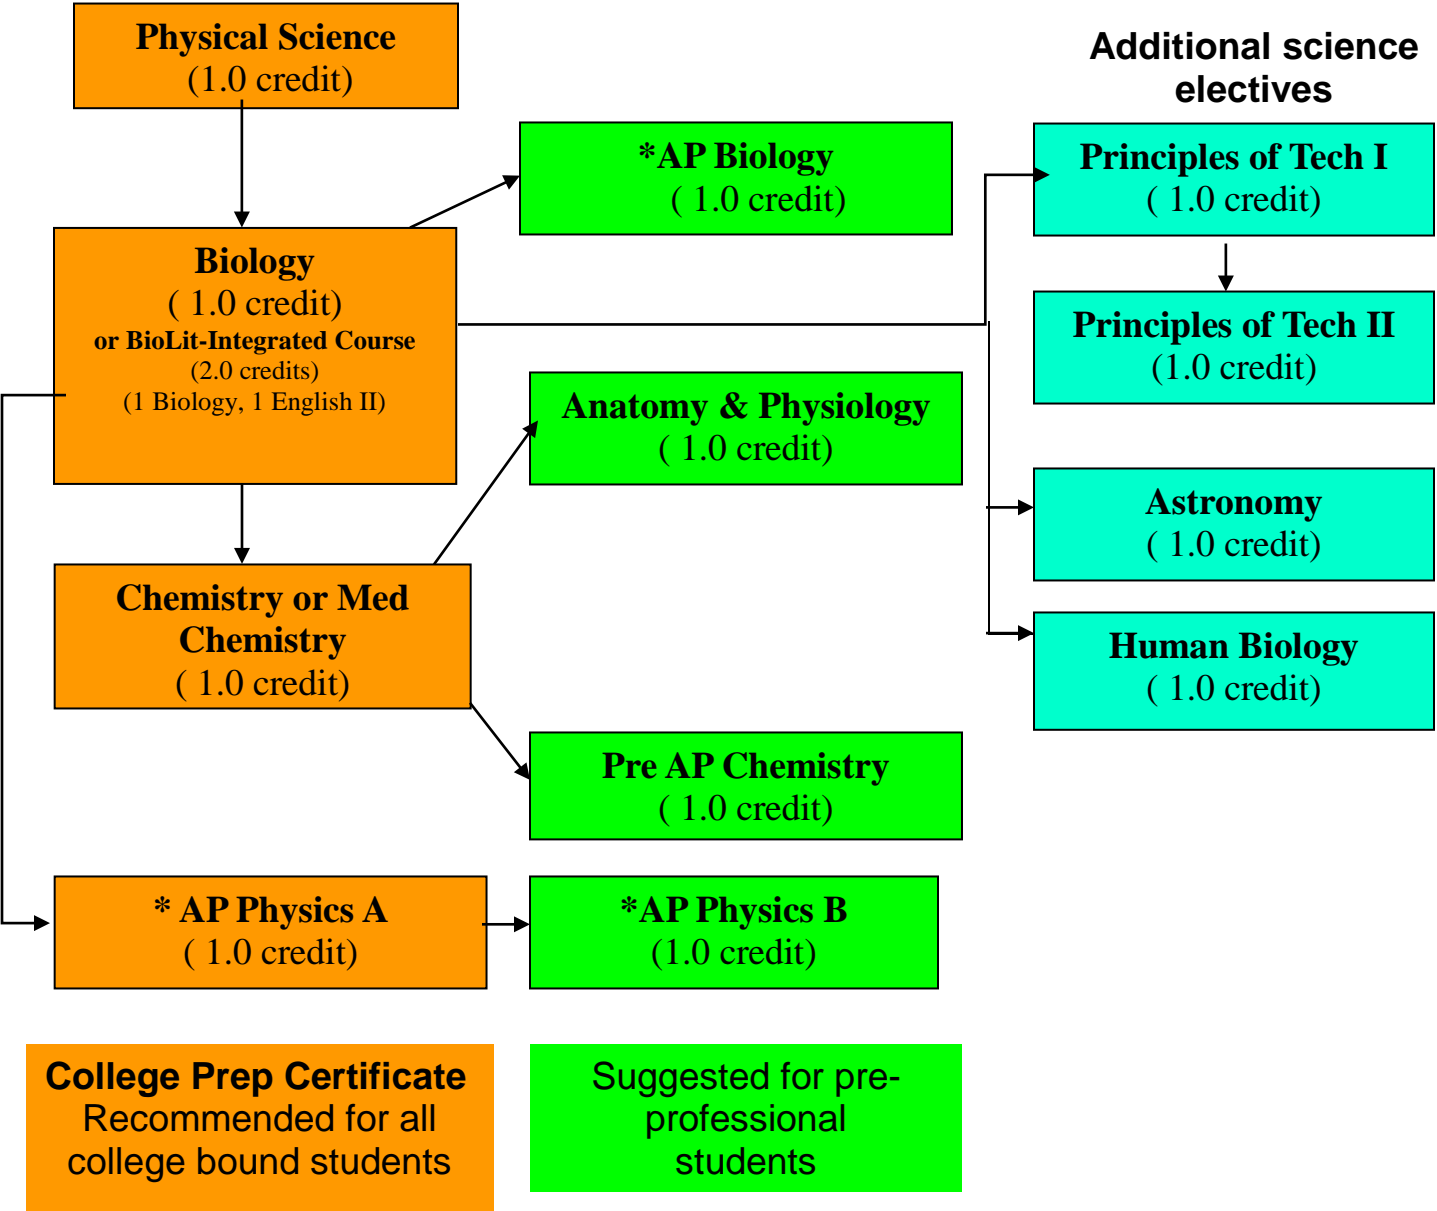 Physical Science
(1.0 credit)
Additional science
electives
*AP Biology
( 1.0 credit)
Principles of Tech I
( 1.0 credit)
Biology
( 1.0 credit)
or BioLit-Integrated Course
(2.0 credits)
(1 Biology, 1 English II)
Principles of Tech II
(1.0 credit)
Anatomy & Physiology
( 1.0 credit)
Astronomy
( 1.0 credit)
Chemistry or Med
Chemistry
( 1.0 credit)
Human Biology
( 1.0 credit)
Pre AP Chemistry
( 1.0 credit)
* AP Physics A
( 1.0 credit)
*AP Physics B
(1.0 credit)
College Prep Certificate
Recommended for all
college bound students
Suggested for pre-
professional
students